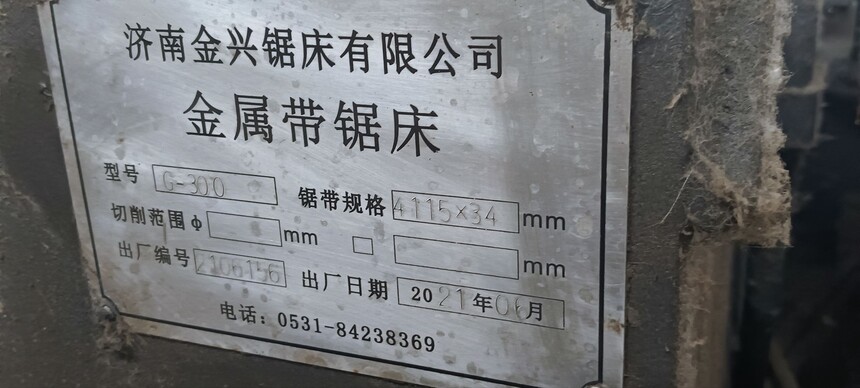 济南金兴锯床有限公司
金属带锯床
型号 G-300 锯带规格 4115×34 mm
切削范围φ mm □ mm
出厂编号 2106156 出厂日期 2021年06月
电话：0531-84238369